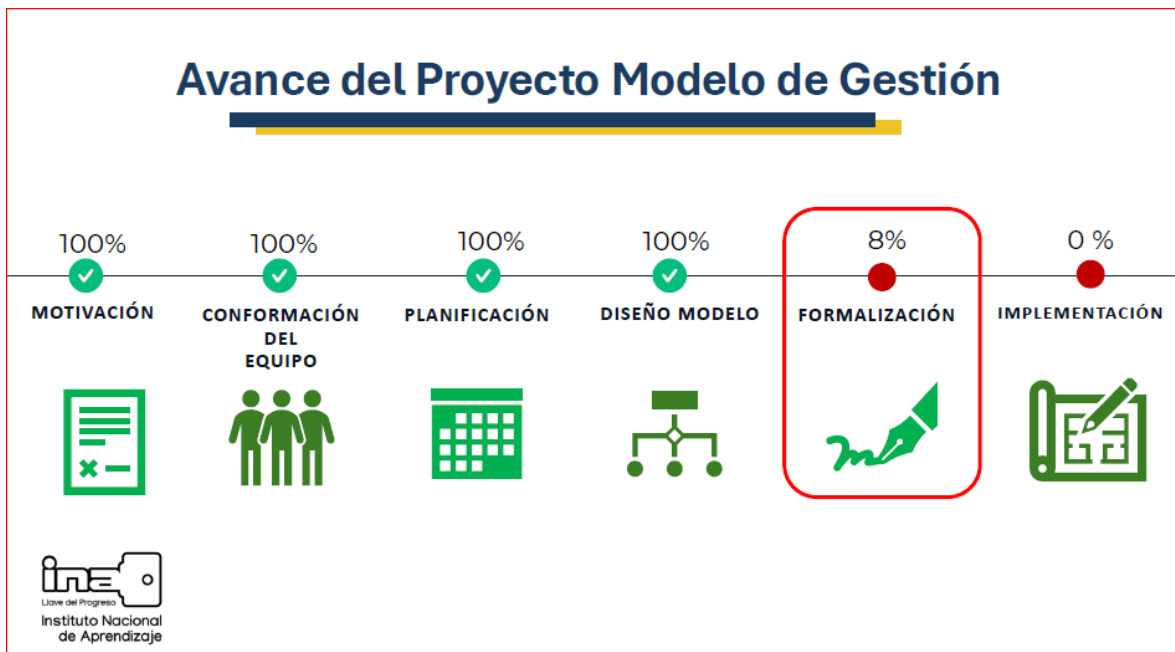 Avance del Proyecto Modelo de Gestión
100%
100%
100%
100%
8%
0 %
MOTIVACIÓN
CONFORMACIÓN
DEL
EQUIPO
PLANIFICACIÓN
DISEÑO MODELO
FORMALIZACIÓN
IMPLEMENTACIÓN
ina
Llave del Progreso
Instituto Nacional
de Aprendizaje